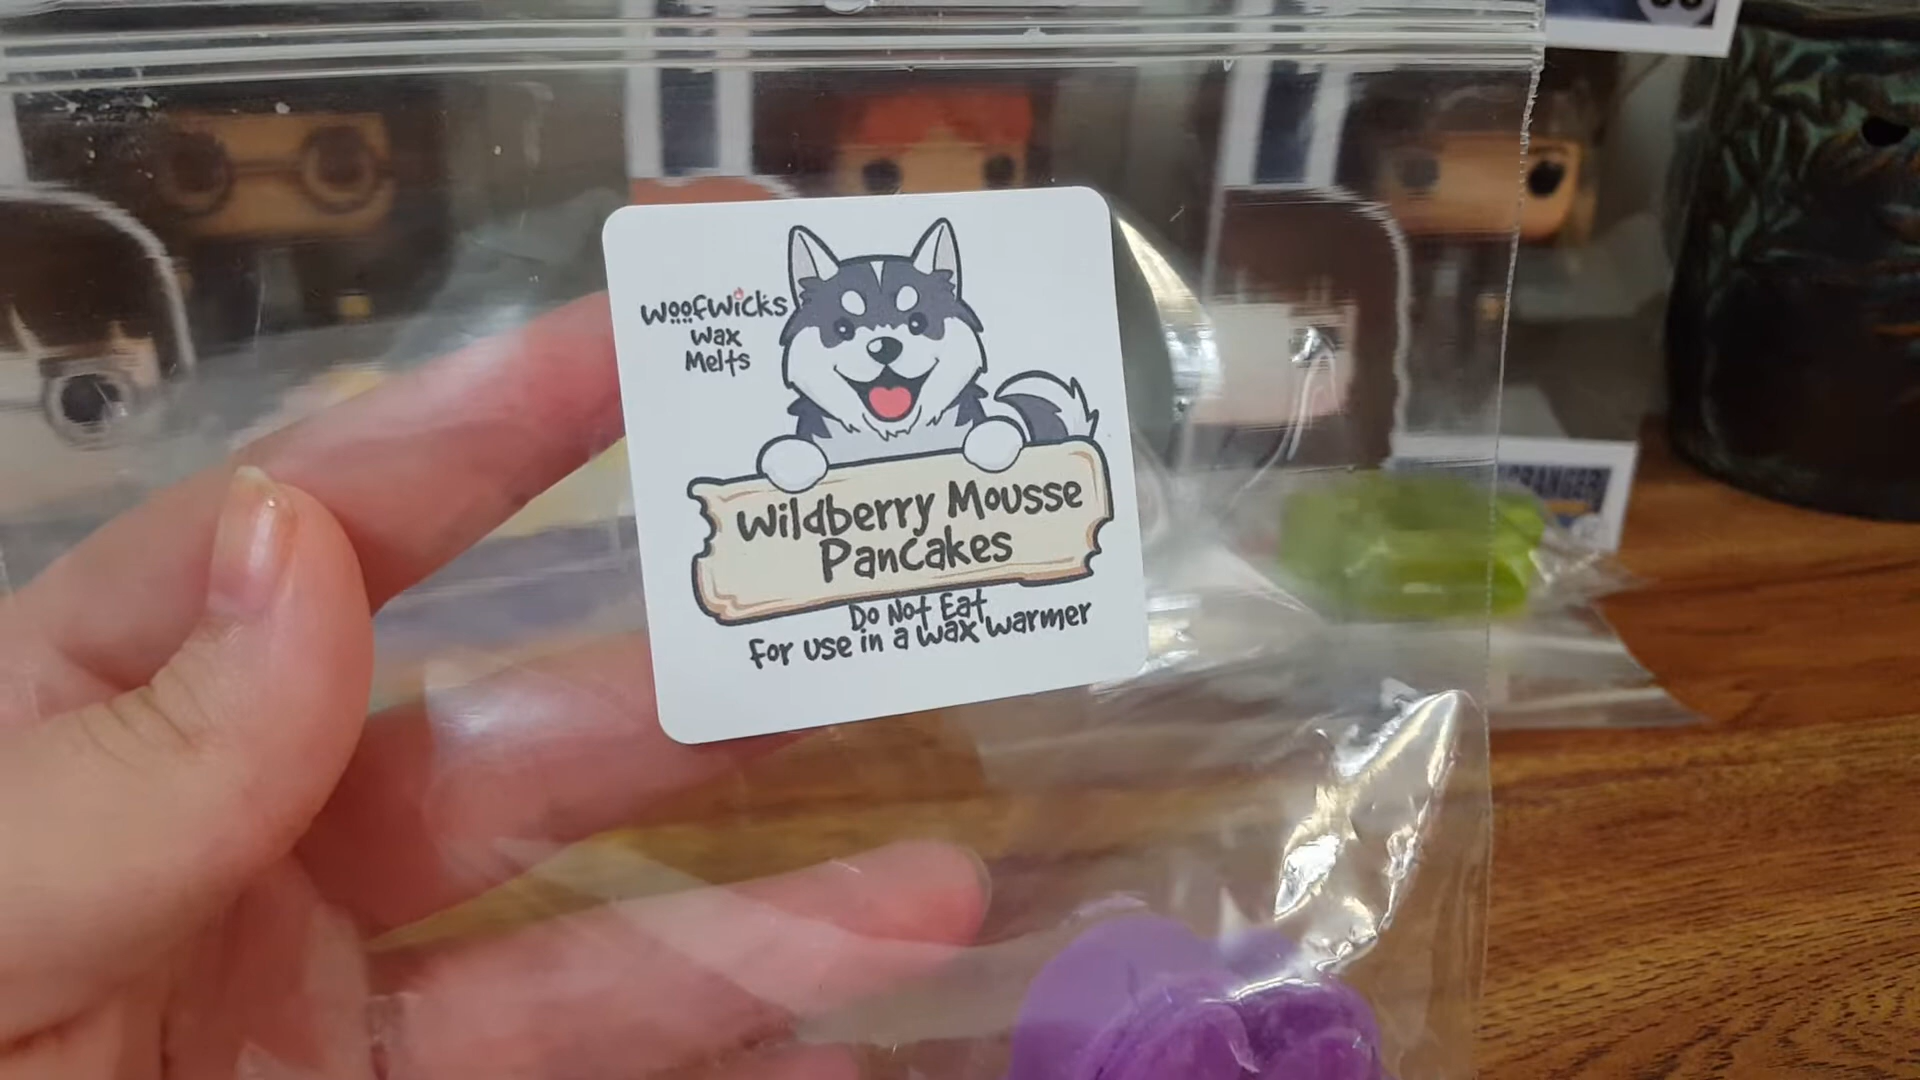 WoofWicks
Wax
Melts
Wildberry Mousse
Pancakes
Do Not Eat
For use in a wax warmer